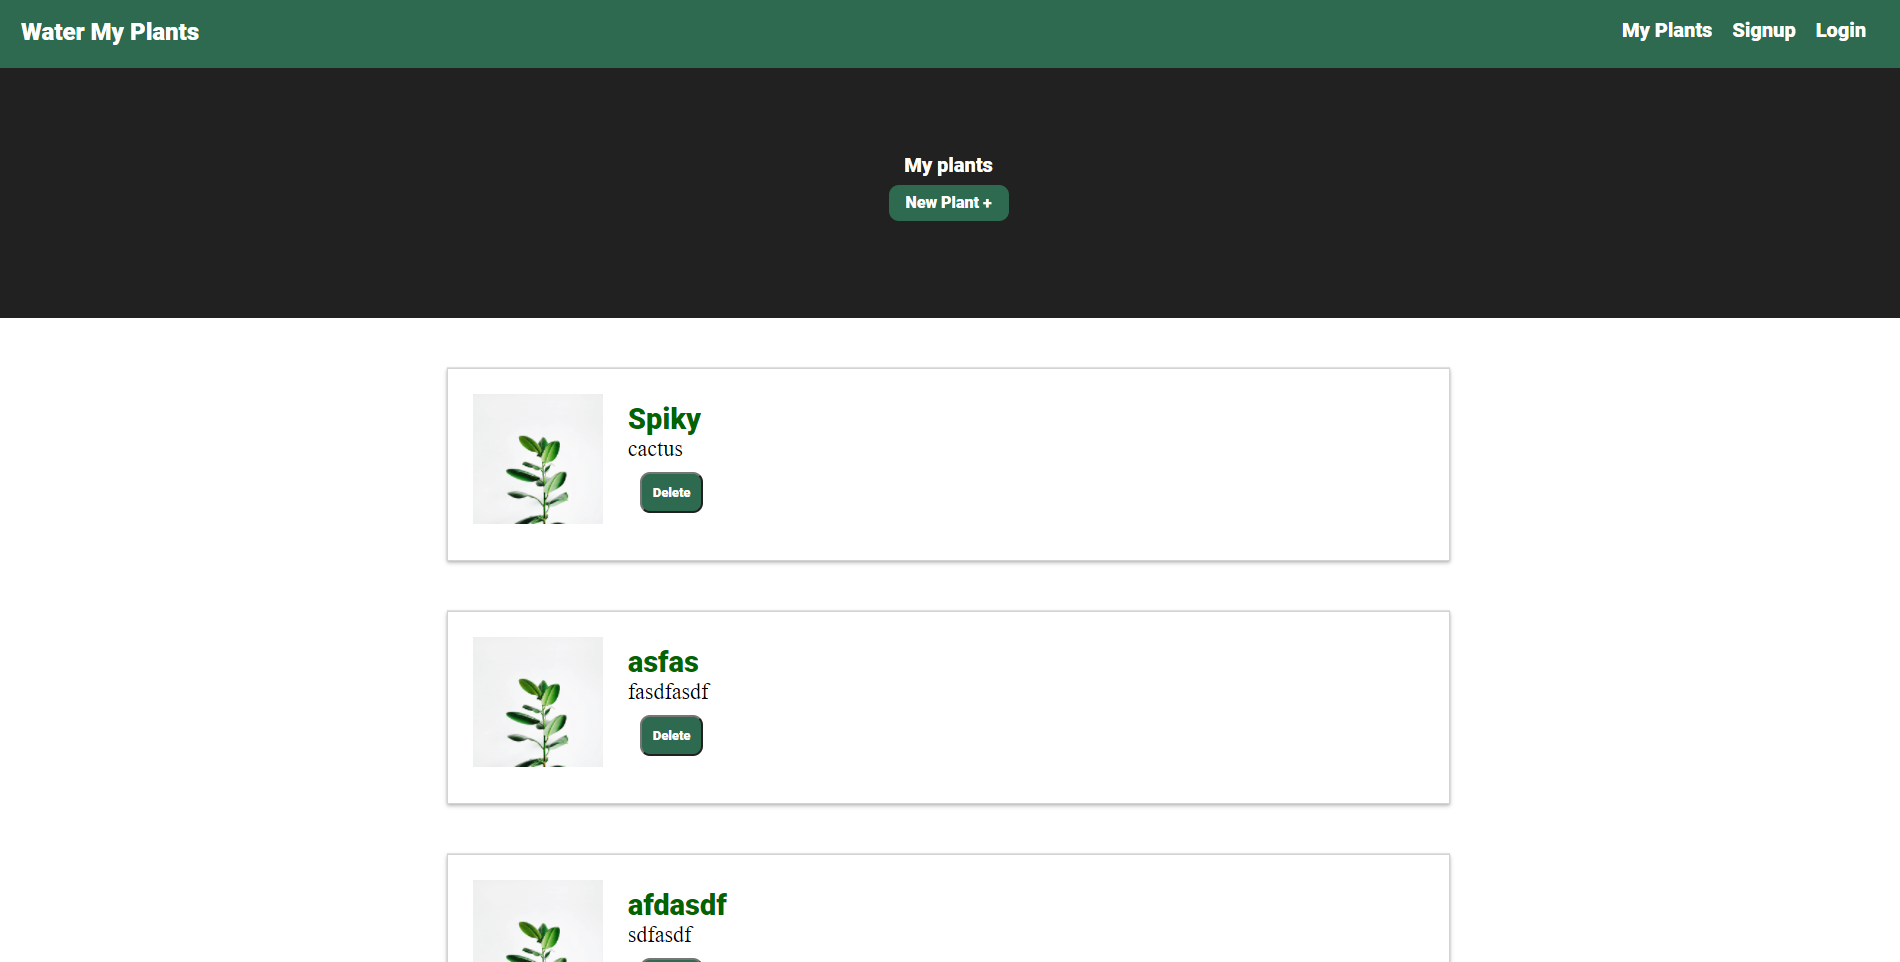 Water My Plants
My Plants Signup Login
My plants
New Plant +
Spiky
cactus
Delete
asfas
fasdfasdf
Delete
afdasdf
sdfasdf